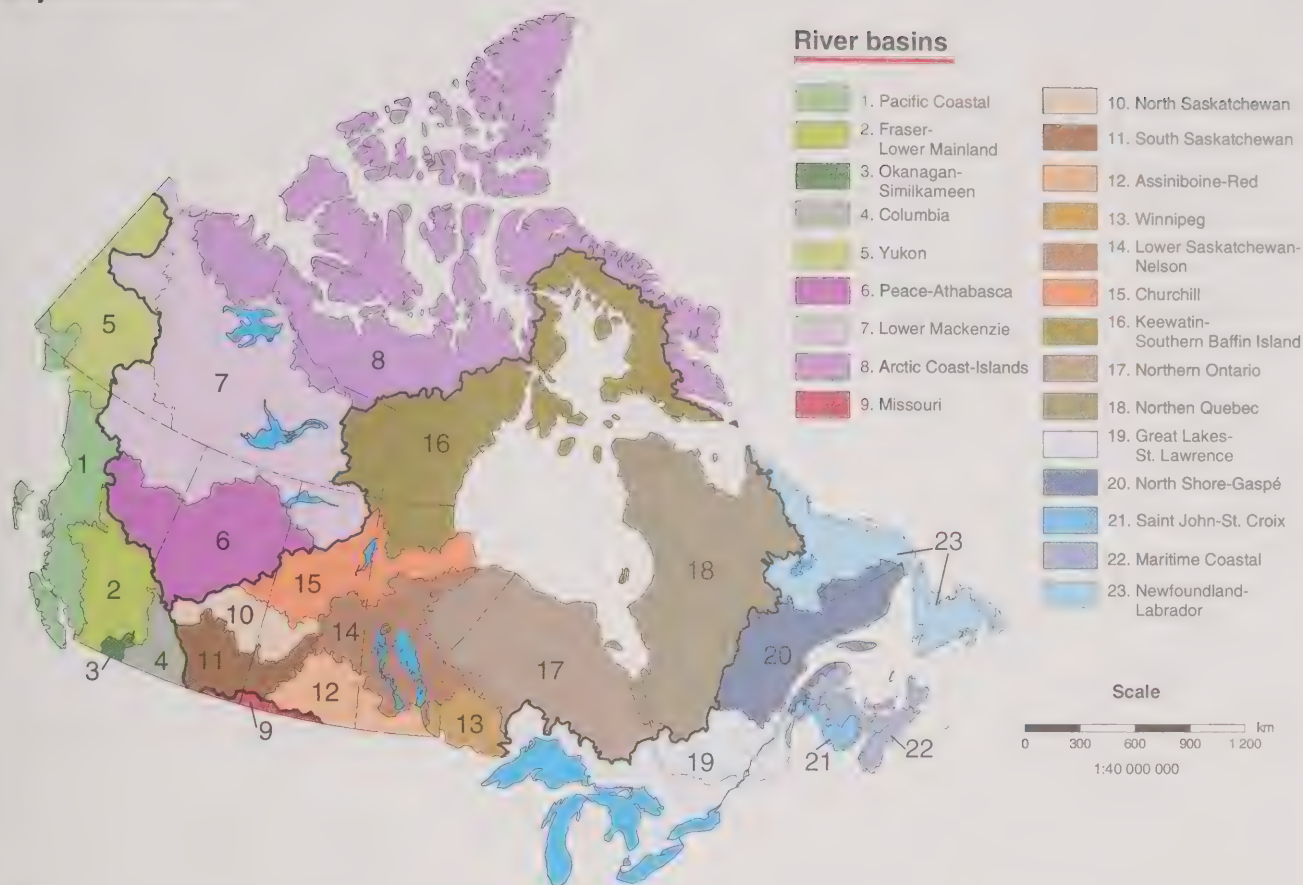 River basins
1. Pacific Coastal
2. Fraser-
Lower Mainland
3. Okanagan-
Similkameen
4. Columbia
5. Yukon
6. Peace-Athabasca
7. Lower Mackenzie
8. Arctic Coast-Islands
9. Missouri
10. North Saskatchewan
11. South Saskatchewan
12. Assiniboine-Red
13. Winnipeg
14. Lower Saskatchewan-
Nelson
15. Churchill
16. Keewatin-
Southern Baffin Island
17. Northern Ontario
18. Northen Quebec
19. Great Lakes-
St. Lawrence
20. North Shore-Gaspé
21. Saint John-St. Croix
22. Maritime Coastal
23. Newfoundland-
Labrador
5
7
8
16
1
6
2
15
10
14
11
3
4
12
9
13
17
18
23
20
19
21
22
Scale
km
0 300 600 900 1 200
1:40 000 000